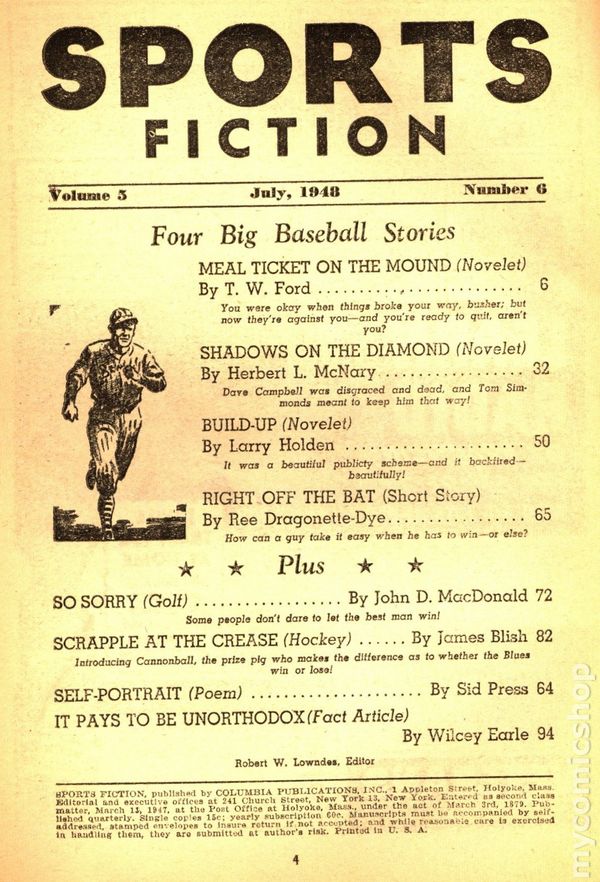 SPORTS
FICTION
Volume 5 July, 1948 Number 6
Four Big Baseball Stories
MEAL TICKET ON THE MOUND (Novelet)
By T. W. Ford ........................ 6
You were okay when things broke your way, busher; but
now they're against you—and you're ready to quit, aren't
you?
SHADOWS ON THE DIAMOND (Novelet)
By Herbert L. McNary ................. 32
Dave Campbell was disgraced and dead, and Tom Sim-
monds meant to keep him that way!
BUILD-UP (Novelet)
By Larry Holden ..................... 50
It was a beautiful publicty scheme—and it backfired—
beautifully!
RIGHT OFF THE BAT (Short Story)
By Ree Dragonette-Dye................ 65
How can a guy take it easy when he has to win—or else?
SPORTS
Plus
SO SORRY (Golf) ................. By John D. MacDonald 72
Some people don't dare to let the best man win!
SCRAPPLE AT THE CREASE (Hockey) ...... By James Blish 82
Introducing Cannonball, the prize pig who makes the difference as to whether the Blues
win or lose!
SELF-PORTRAIT (Poem) .................... By Sid Press 64
IT PAYS TO BE UNORTHODOX (Fact Article)
By Wilcey Earle 94
Robert W. Lowndes, Editor
SPORTS FICTION, published by COLUMBIA PUBLICATIONS, INC., 1 Appleton Street, Holyoke, Mass.
Editorial and executive offices at 241 Church Street, New York 13, New York. Entered as second class
matter, March 13, 1947, at the Post Office at Holyoke, Mass., under the act of March 3rd, 1879. Pub-
lished quarterly. Single copies 15c; yearly subscription 60c. Manuscripts must be accompanied by self-
addressed, stamped envelopes to insure return if not accepted; and while reasonable care is exercised
in handling them, they are submitted at author's risk. Printed in U. S. A.
4
mycomicshop